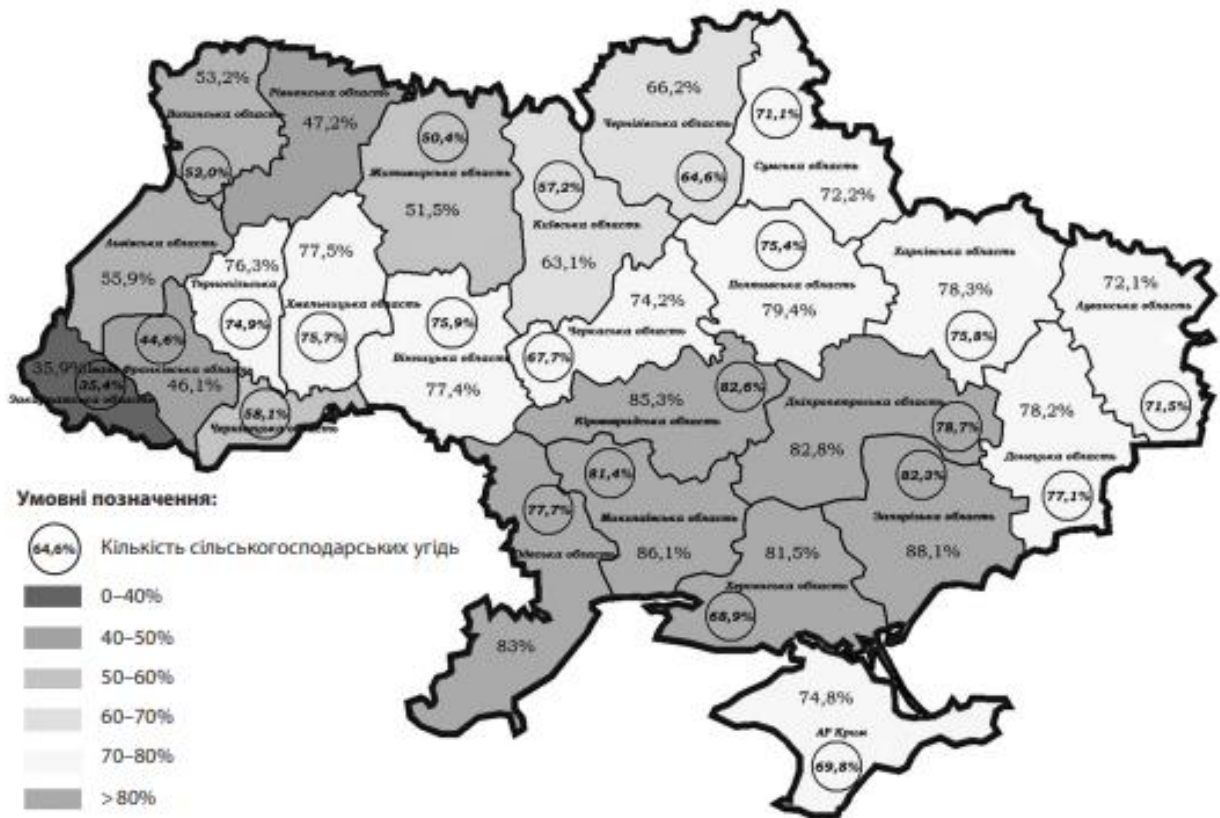 53,2%
Волинська область
52,0%
Рівненська область
47,2%
50,4%
Житомирська область
51,5%
57,2%
Київська область
63,1%
66,2%
Чернігівська область
64,6%
71,1%
Сумська область
72,2%
Львівська область
55,9%
76,3%
Тернопільська
74,9%
77,5%
Хмельницька область
75,7%
75,9%
Вінницька область
77,4%
74,2%
Черкаська область
67,7%
75,4%
Полтавська область
79,4%
Харківська область
78,3%
75,8%
72,1%
Луганська область
71,5%
35,9%
35,4%
Закарпатська область
44,6%
Івано-Франківська область
46,1%
58,1%
Чернівецька область
82,6%
85,3%
Кіровоградська область
Дніпропетровська область
78,7%
82,8%
78,2%
Донецька область
77,1%
77,7%
Одеська область
83%
81,4%
Миколаївська область
86,1%
82,3%
Запорізька область
88,1%
81,5%
Херсонська область
68,9%
74,8%
АР Крим
69,8%
Умовні позначення:
64,6% Кількість сільськогосподарських угідь
0–40%
40–50%
50–60%
60–70%
70–80%
>80%